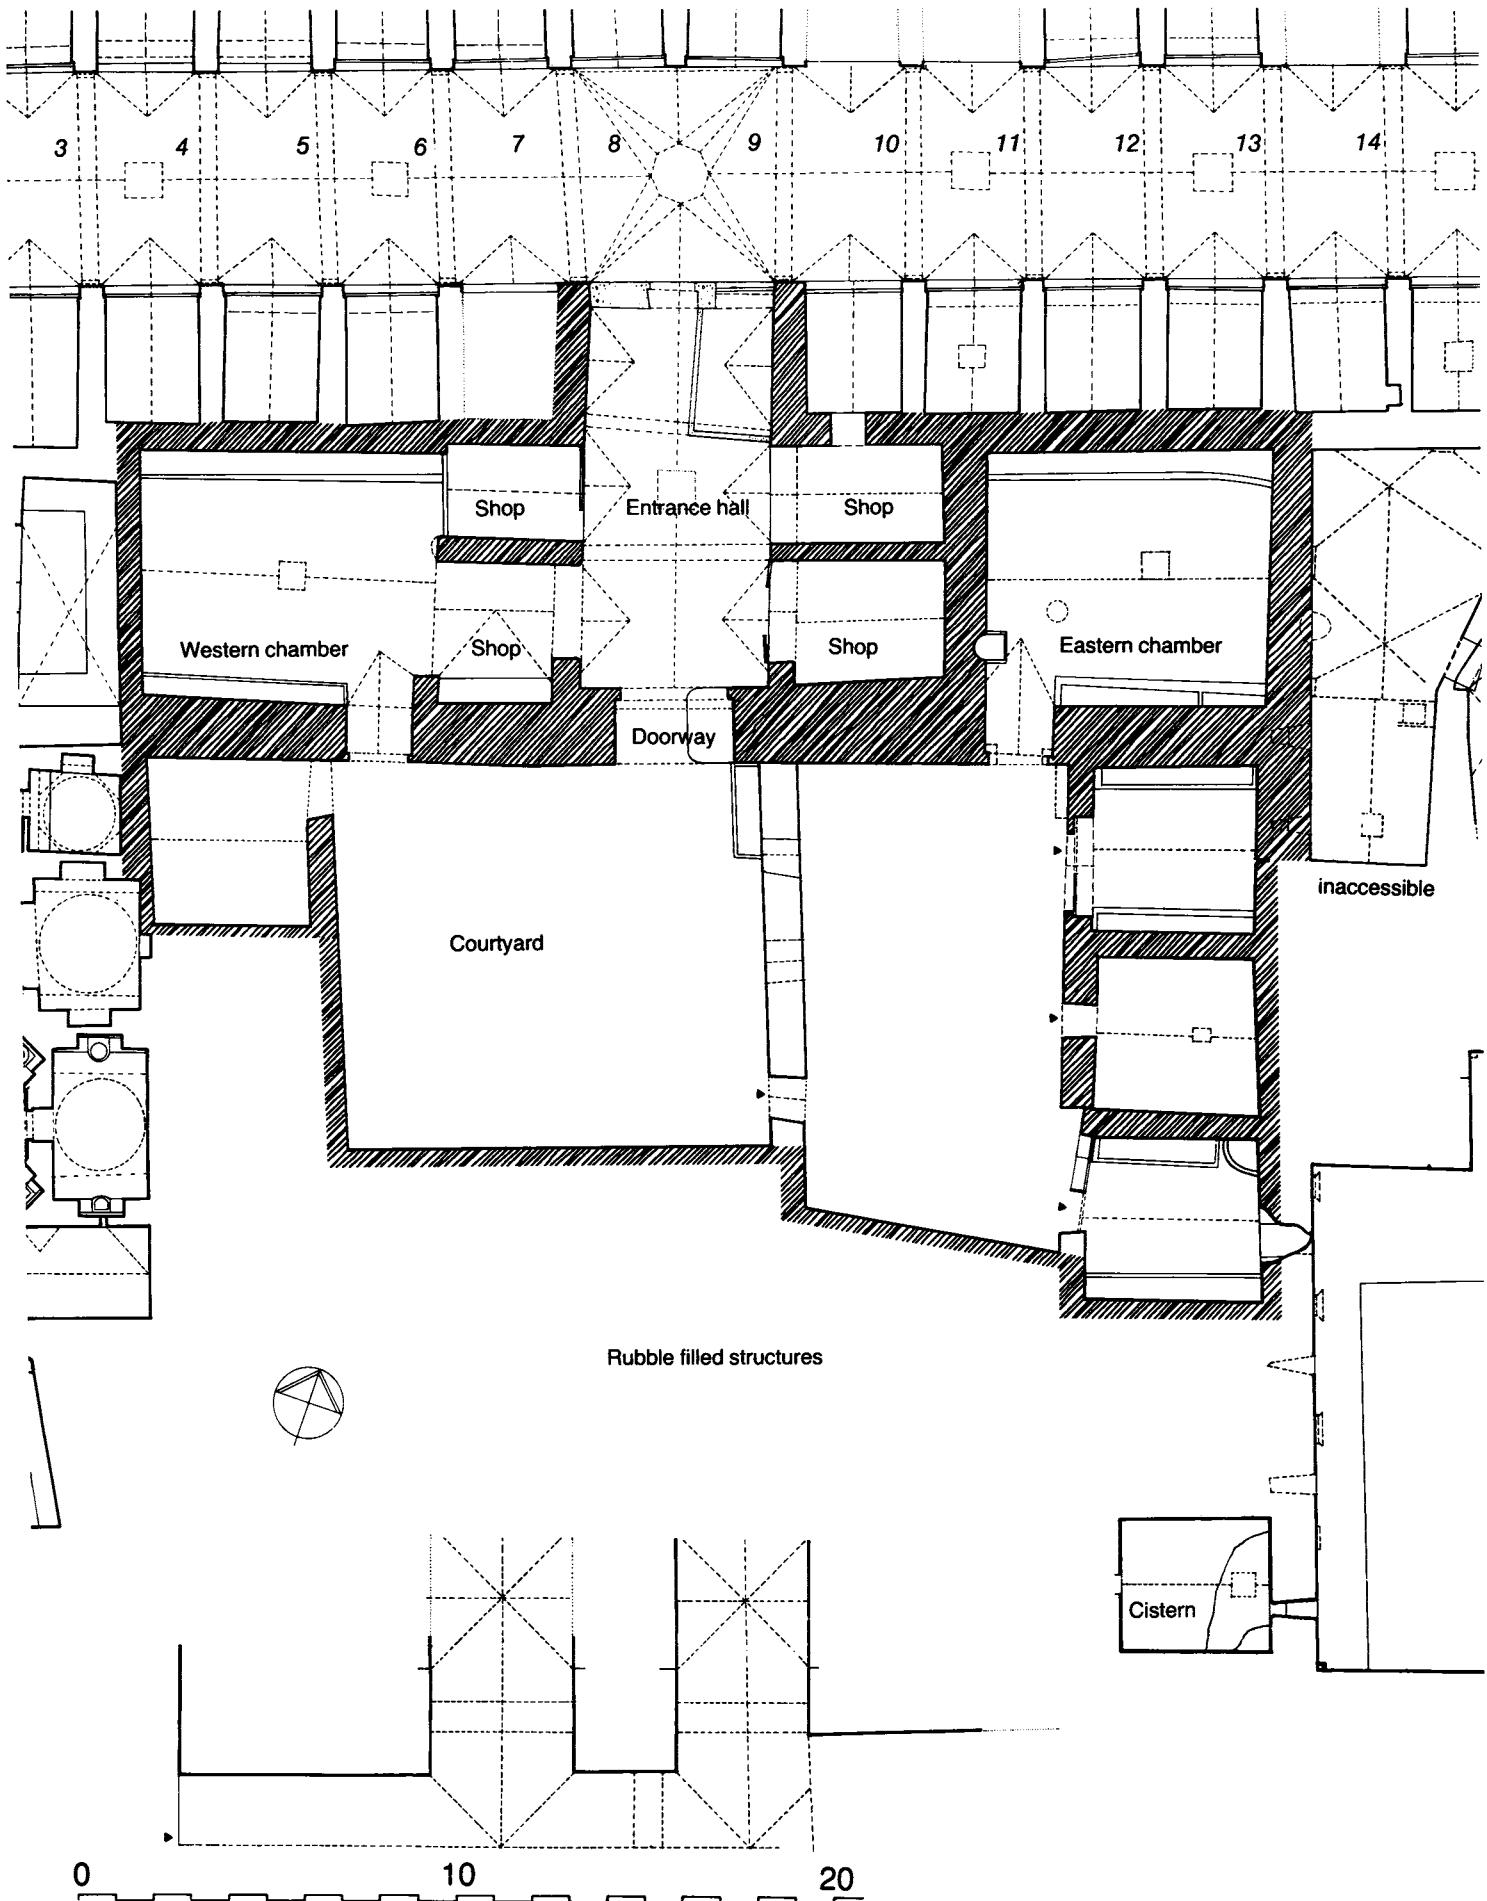 3 4 5 6 7 8 9 10 11 12 13 14
Shop Entrance hall Shop
Western chamber Shop Shop Eastern chamber
Doorway
inaccessible
Courtyard
Rubble filled structures
Cistern
0 10 20